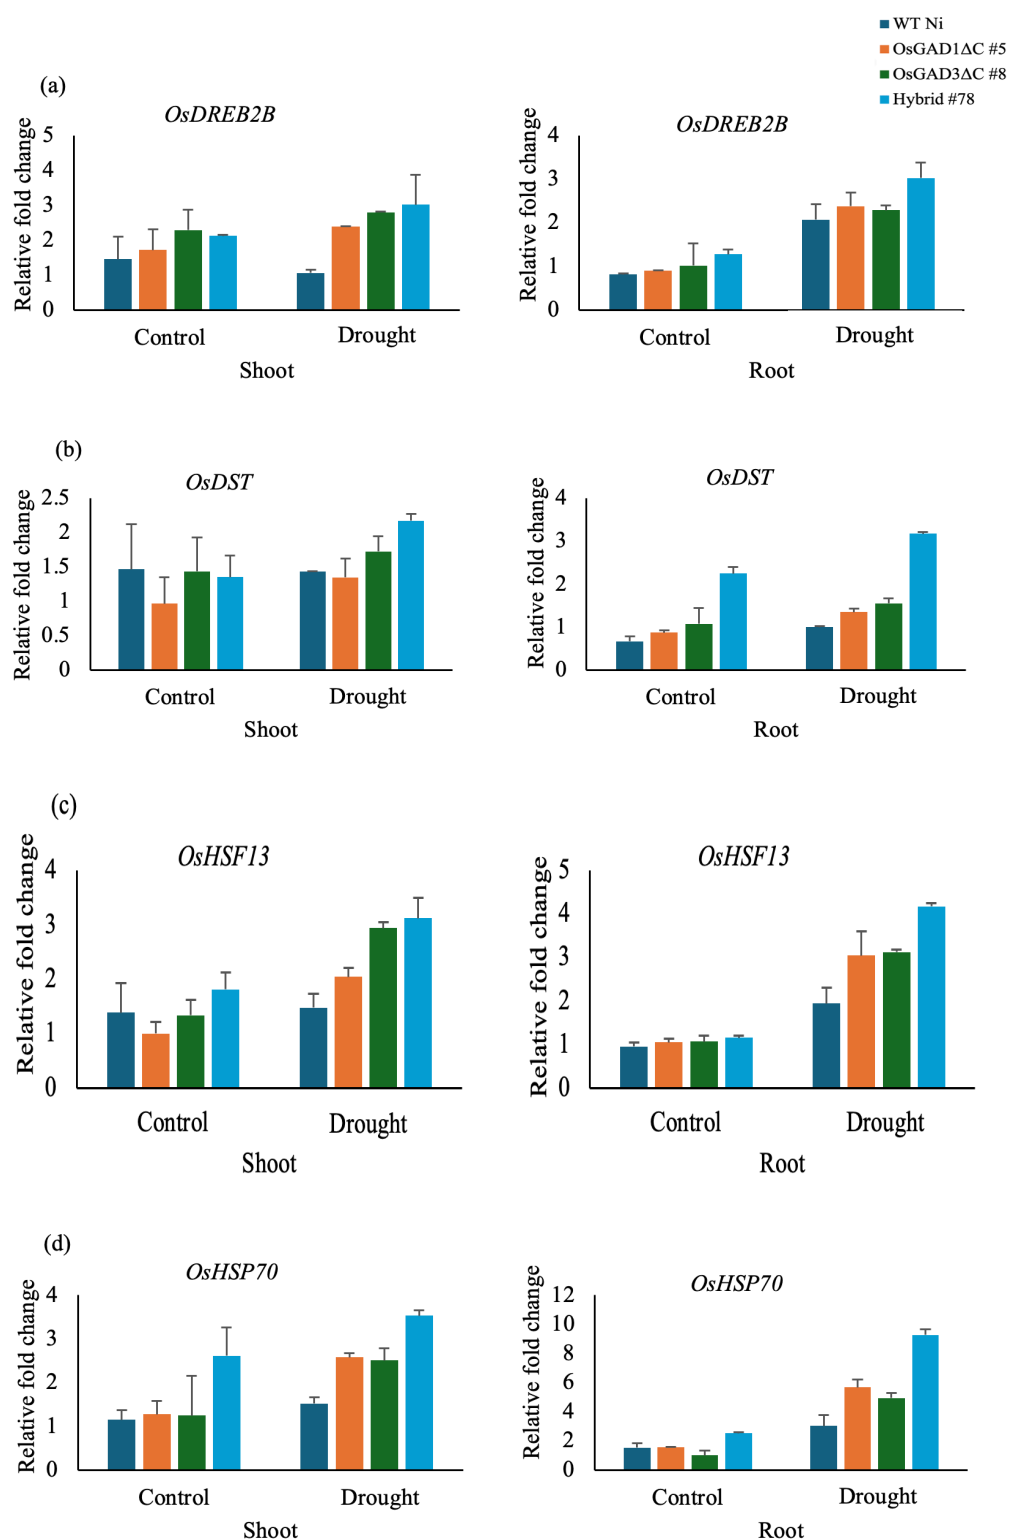 WT Ni
OsGAD1ΔC #5
OsGAD3ΔC #8
Hybrid #78
(a)
OsDREB2B
Relative fold change
5
4
3
2
1
0
Control
Drought
Shoot
OsDREB2B
Relative fold change
4
3
2
1
0
Control
Drought
Root
(b)
OsDST
Relative fold change
2.5
2
1.5
1
0.5
0
Control
Drought
Shoot
OsDST
Relative fold change
4
3
2
1
0
Control
Drought
Root
(c)
OsHSF13
Relative fold change
4
3
2
1
0
Control
Drought
Shoot
OsHSF13
Relative fold change
5
4
3
2
1
0
Control
Drought
Root
(d)
OsHSP70
Relative fold change
4
3
2
1
0
Control
Drought
Shoot
OsHSP70
Relative fold change
12
10
8
6
4
2
0
Control
Drought
Root